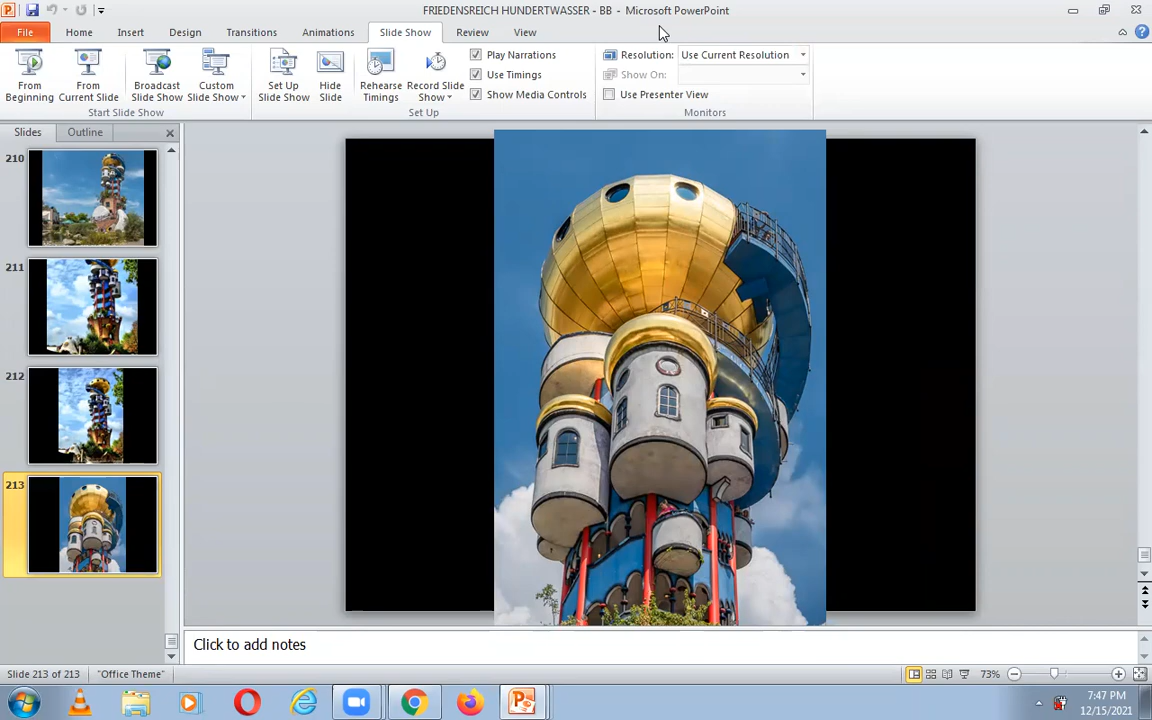 FRIEDENSREICH HUNDERTWASSER - BB - Microsoft PowerPoint
File Home Insert Design Transitions Animations Slide Show Review View
From Beginning
From Current Slide
Broadcast Slide Show
Custom Slide Show
Start Slide Show
Set Up Slide Show
Hide Slide
Rehearse Timings
Record Slide Show
Play Narrations
Use Timings
Show Media Controls
Set Up
Resolution: Use Current Resolution
Show On:
Use Presenter View
Monitors
Slides Outline
210
211
212
213
Click to add notes
Slide 213 of 213 "Office Theme" 73%
7:47 PM
12/15/2021